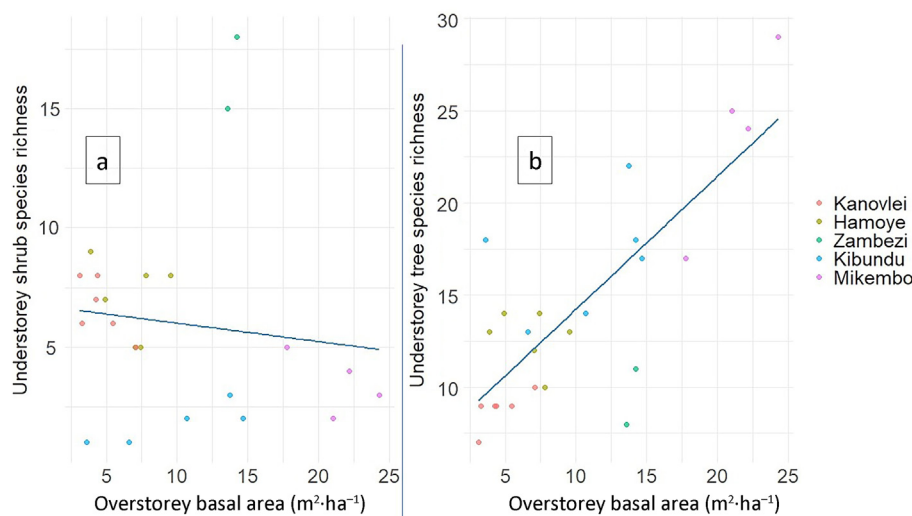 Understorey shrub species richness
15
10
5
a
5
10
15
20
25
Overstorey basal area (m²·ha⁻¹)
Understorey tree species richness
30
25
20
15
10
b
5
10
15
20
25
Overstorey basal area (m²·ha⁻¹)
Kanovlei
Hamoye
Zambezi
Kibundu
Mikembo